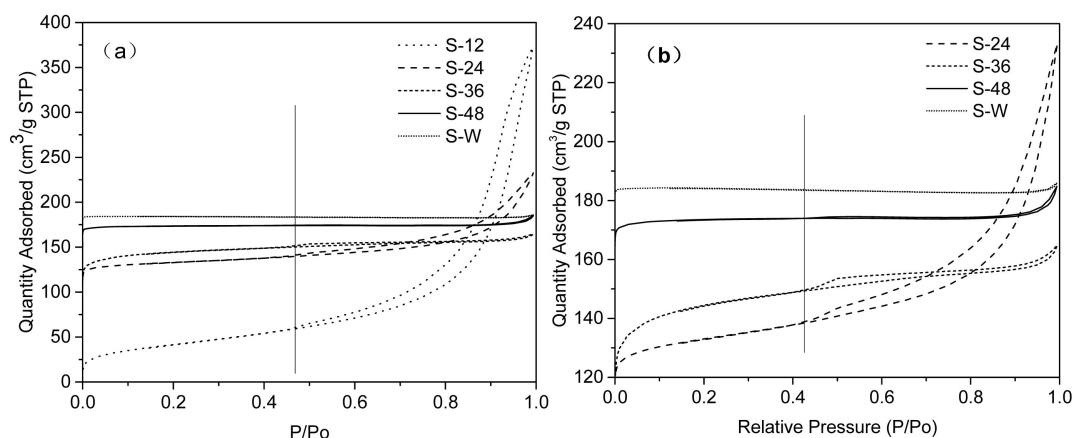 （a）
S-12
S-24
S-36
S-48
S-W
Quantity Adsorbed (cm³/g STP)
400
350
300
250
200
150
100
50
0
0.0 0.2 0.4 0.6 0.8 1.0
P/Po
（b）
S-24
S-36
S-48
S-W
Quantity Adsorbed (cm³/g STP)
240
220
200
180
160
140
120
0.0 0.2 0.4 0.6 0.8 1.0
Relative Pressure (P/Po)